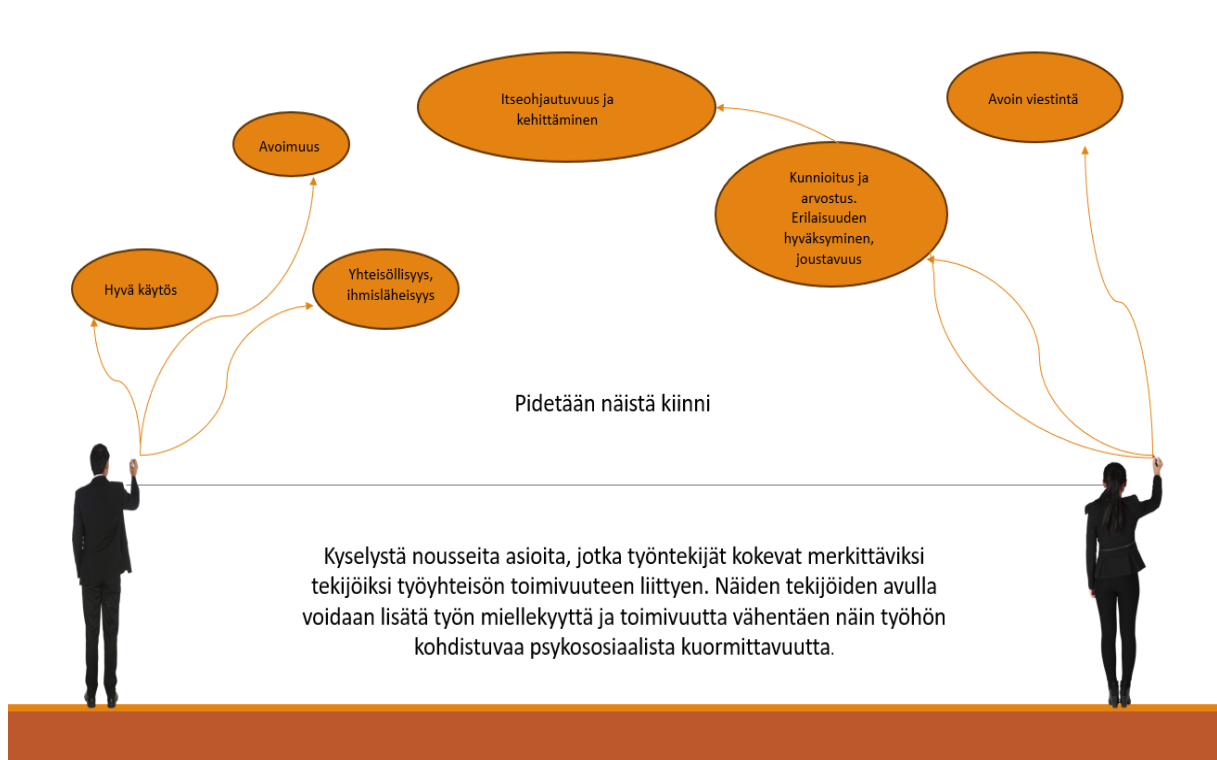 Itseohjautuvuus ja
kehittäminen
Avoin viestintä
Avoimuus
Kunnioitus ja
arvostus.
Erilaisuuden
hyväksyminen,
joustavuus
Hyvä käytös
Yhteisöllisyys,
ihmisläheisyys
Pidetään näistä kiinni
Kyselystä nousseita asioita, jotka työntekijät kokevat merkittäviksi
tekijöiksi työyhteisön toimivuuteen liittyen. Näiden tekijöiden avulla
voidaan lisätä työn miellekyyttä ja toimivuutta vähentäen näin työhön
kohdistuvaa psykososiaalista kuormittavuutta.